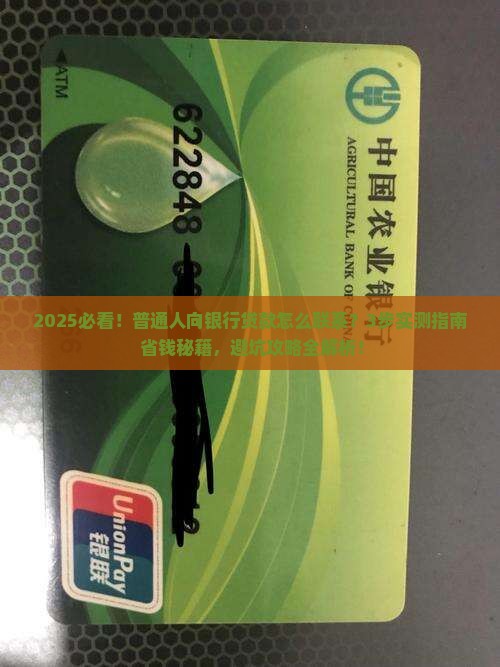 ATM
622848
中国农业银行
AGRICULTURAL BANK OF
2025必看！普通人向银行贷款怎么
实测指南
省钱秘籍，避坑攻略全解析！
UnionPay
银联